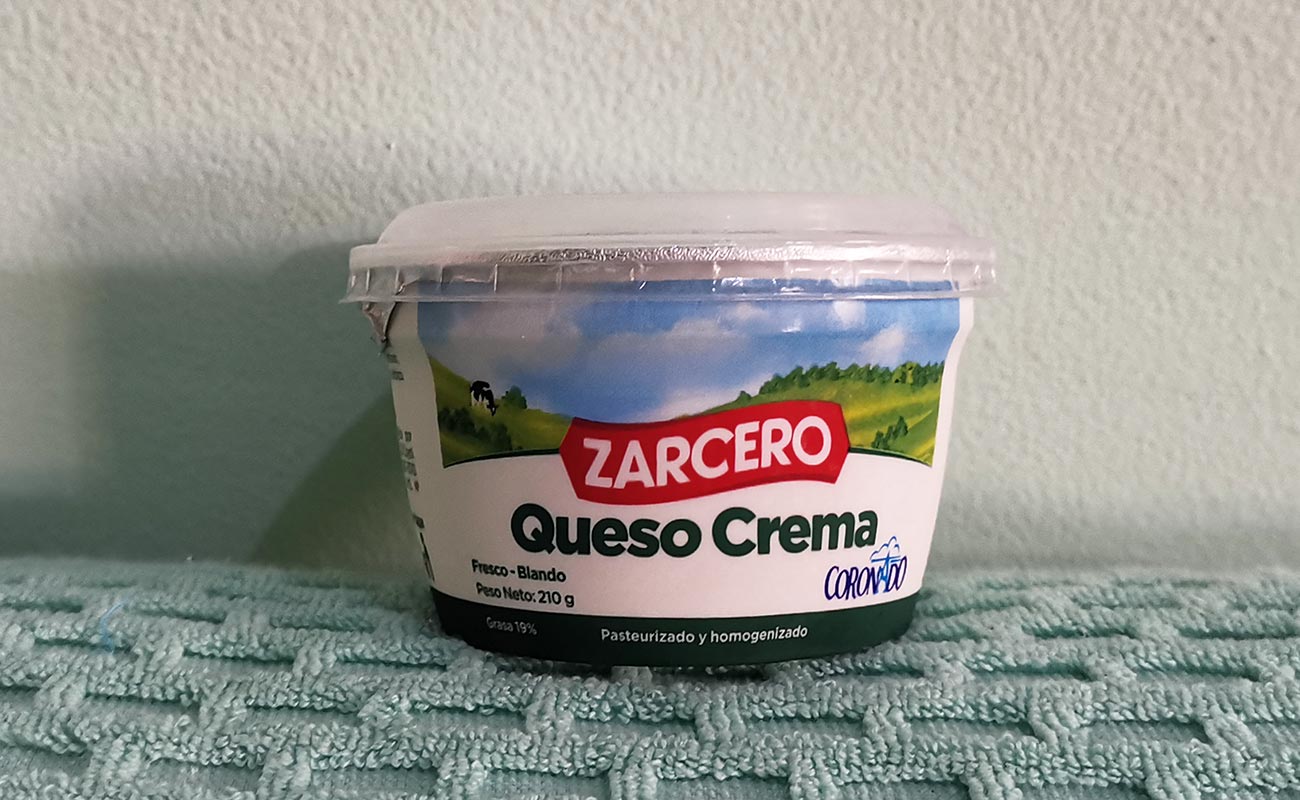 ZARCERO
Queso Crema
Fresco - Blando
CORONADO
Peso Neto: 210 g
Grasa 19%
Pasteurizado y homogenizado